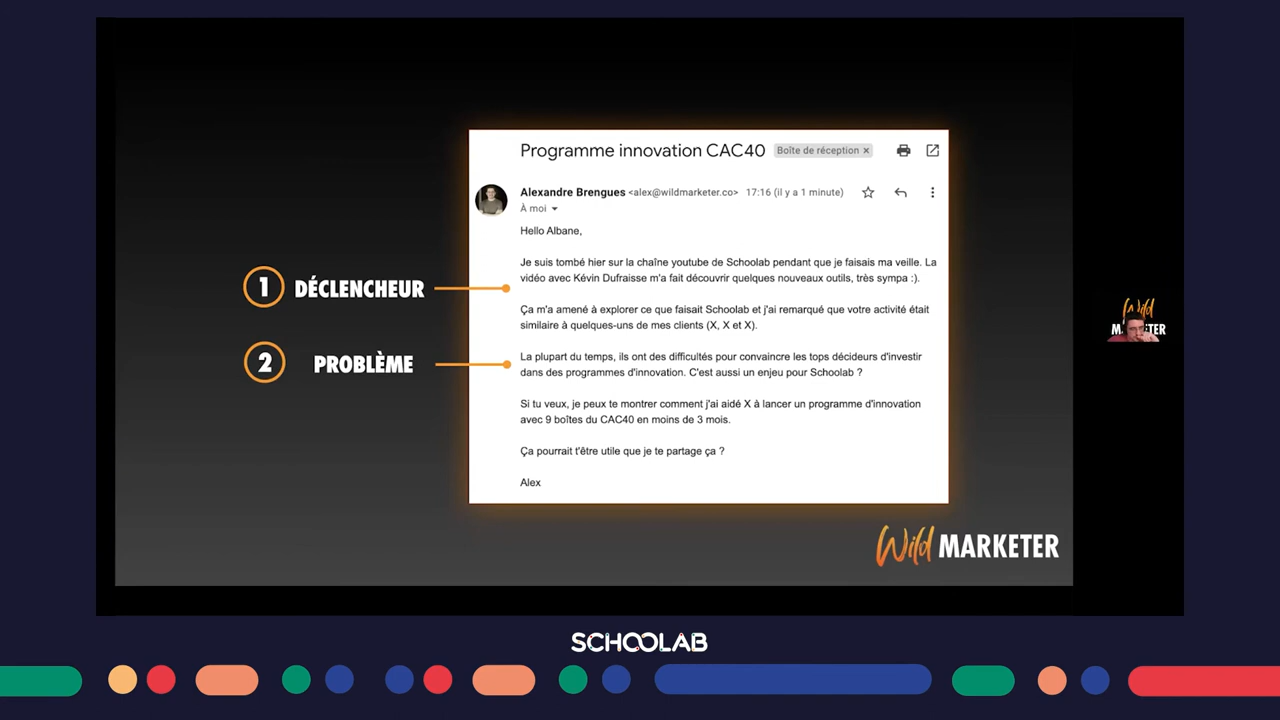 Programme innovation CAC40 Boîte de réception ×
Alexandre Brengues <alex@wildmarketer.co> 17:16 (il y a 1 minute)
À moi
Hello Albane,
Je suis tombé hier sur la chaîne youtube de Schoolab pendant que je faisais ma veille. La
vidéo avec Kévin Dufraisse m'a fait découvrir quelques nouveaux outils, très sympa :).
Ça m'a amené à explorer ce que faisait Schoolab et j'ai remarqué que votre activité était
similaire à quelques-uns de mes clients (X, X et X).
La plupart du temps, ils ont des difficultés pour convaincre les tops décideurs d'investir
dans des programmes d'innovation. C'est aussi un enjeu pour Schoolab ?
Si tu veux, je peux te montrer comment j'ai aidé X à lancer un programme d'innovation
avec 9 boîtes du CAC40 en moins de 3 mois.
Ça pourrait t'être utile que je te partage ça ?
Alex
1 DÉCLENCHEUR
2 PROBLÈME
Wild MARKETER
Wild
SCHOOLAB